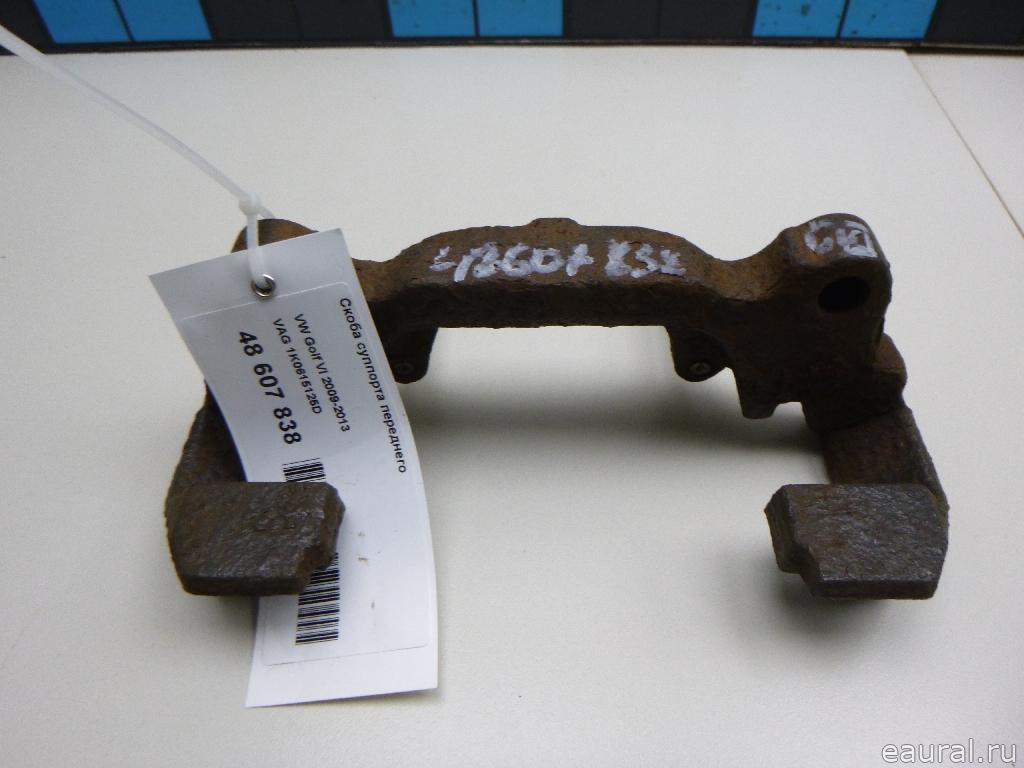 Скоба суппорта переднего
VW Golf VI 2009-2013
VAG 1K0615125D
48 607 838
eaural.ru